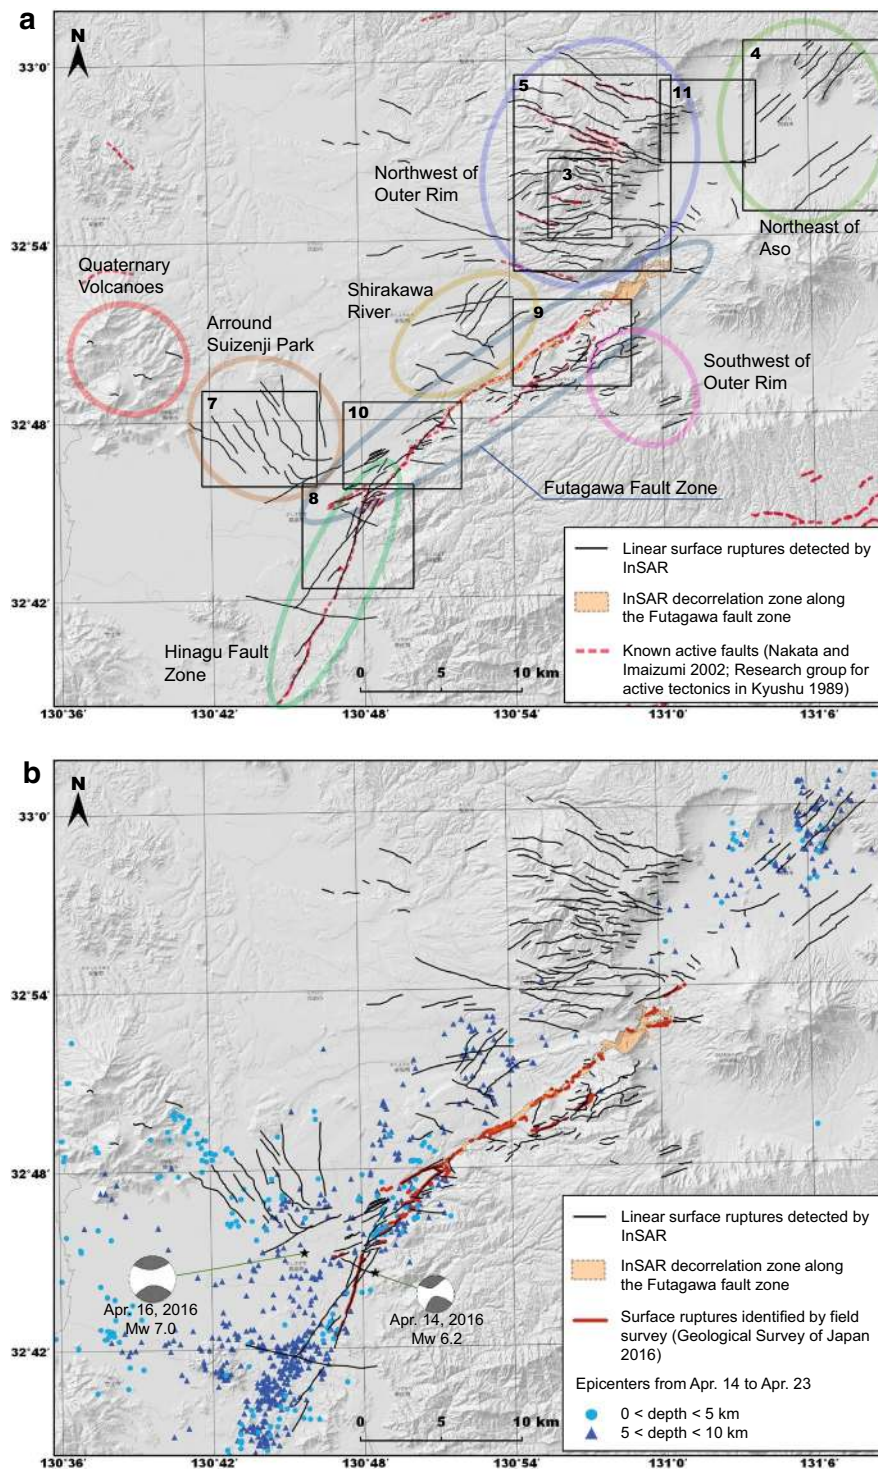 a
N
33°0'
5
11
4
3
Northwest of
Outer Rim
Northeast of
Aso
32°54'
Quaternary
Volcanoes
Shirakawa
River
Arround
Suizenji Park
9
Southwest of
Outer Rim
32°48'
7
10
8
Futagawa Fault Zone
32°42'
Hinagu Fault
Zone
0 5 10 km
Linear surface ruptures detected by
InSAR
InSAR decorrelation zone along
the Futagawa fault zone
Known active faults (Nakata and
Imaizumi 2002; Research group for
active tectonics in Kyushu 1989)
130°36' 130°42' 130°48' 130°54' 131°0' 131°6'
b
N
33°0'
32°54'
32°48'
Apr. 16, 2016
Mw 7.0
Apr. 14, 2016
Mw 6.2
32°42'
0 5 10 km
Linear surface ruptures detected by
InSAR
InSAR decorrelation zone along
the Futagawa fault zone
Surface ruptures identified by field
survey (Geological Survey of Japan
2016)
Epicenters from Apr. 14 to Apr. 23
0 < depth < 5 km
5 < depth < 10 km
130°36' 130°42' 130°48' 130°54' 131°0' 131°6'